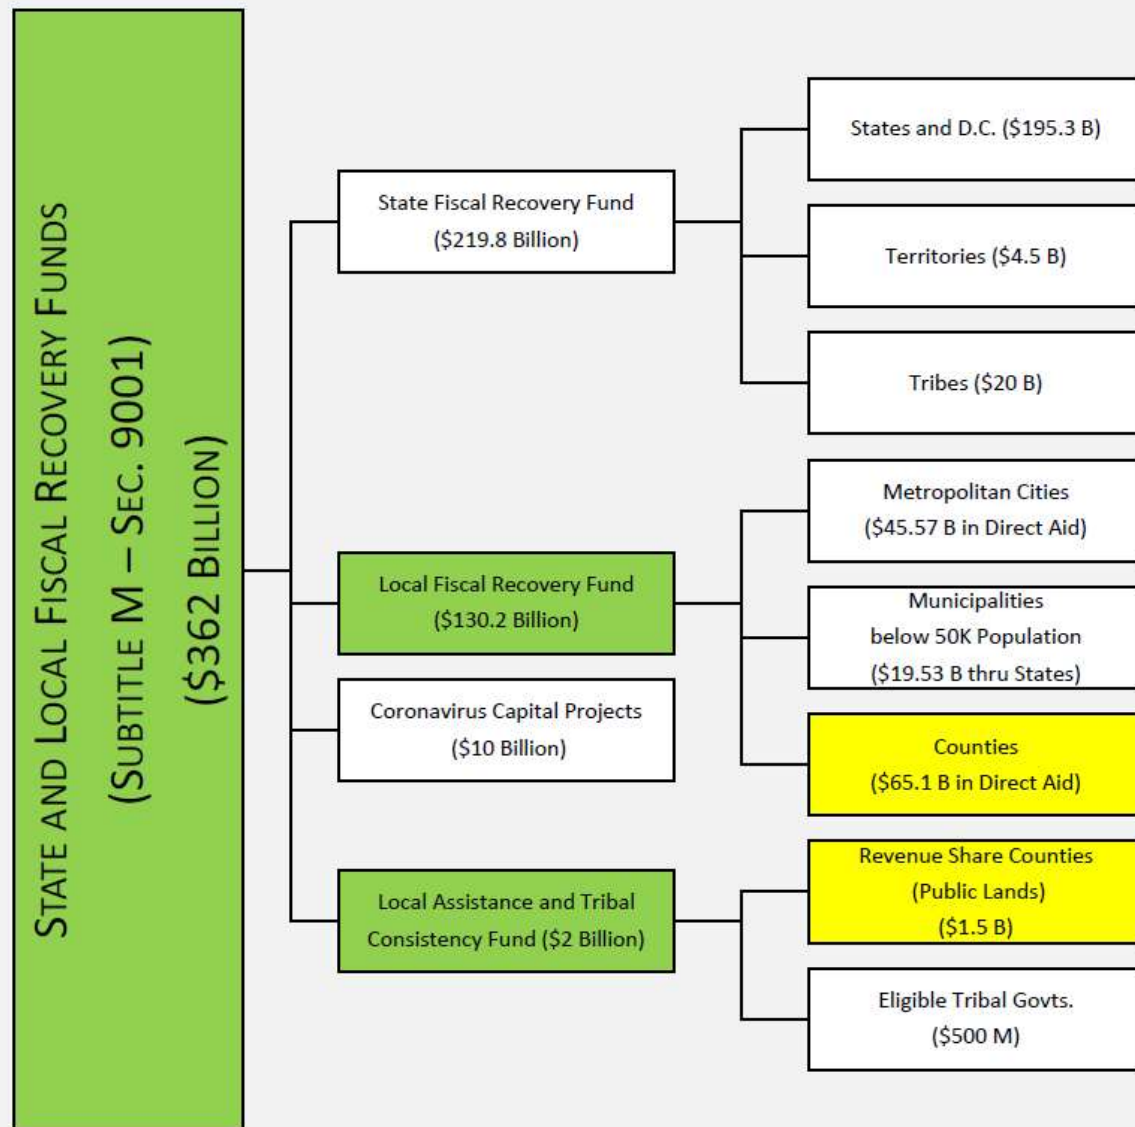 STATE AND LOCAL FISCAL RECOVERY FUNDS
(SUBTITLE M – SEC. 9001)
($362 BILLION)
State Fiscal Recovery Fund
($219.8 Billion)
States and D.C. ($195.3 B)
Territories ($4.5 B)
Tribes ($20 B)
Local Fiscal Recovery Fund
($130.2 Billion)
Metropolitan Cities
($45.57 B in Direct Aid)
Municipalities
below 50K Population
($19.53 B thru States)
Counties
($65.1 B in Direct Aid)
Coronavirus Capital Projects
($10 Billion)
Local Assistance and Tribal
Consistency Fund ($2 Billion)
Revenue Share Counties
(Public Lands)
($1.5 B)
Eligible Tribal Govts.
($500 M)